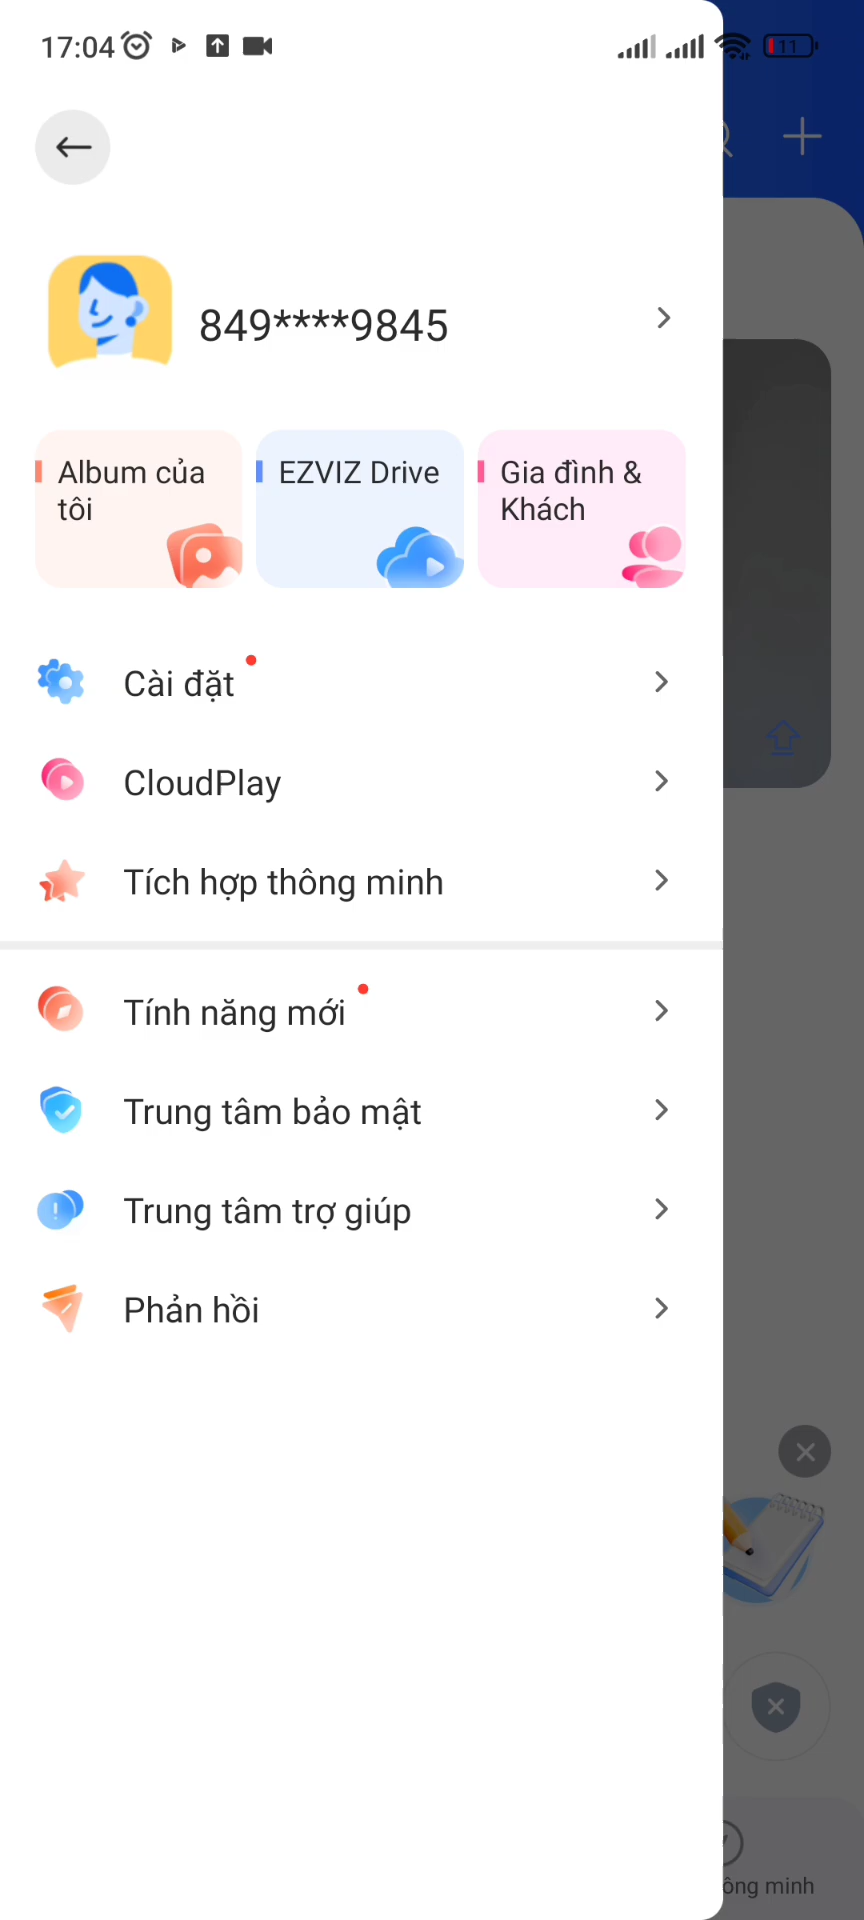 17:04
11
849****9845
Album của
tôi
EZVIZ Drive
Gia đình &
Khách
Cài đặt
CloudPlay
Tích hợp thông minh
Tính năng mới
Trung tâm bảo mật
Trung tâm trợ giúp
Phản hồi
ông minh